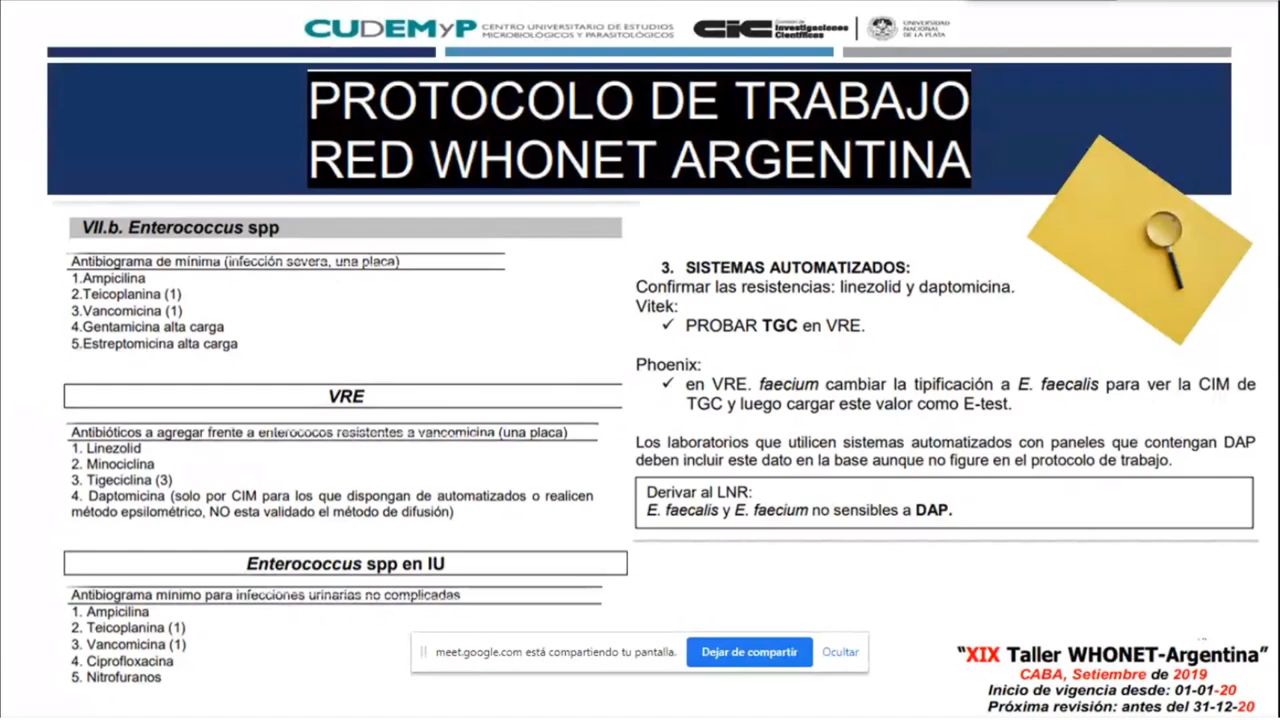 CUDEMyP CENTRO UNIVERSITARIO DE ESTUDIOS
MICROBIOLÓGICOS Y PARASITOLÓGICOS
CiC Comisión de
Investigaciones
Científicas
UNIVERSIDAD
NACIONAL
DE LA PLATA
PROTOCOLO DE TRABAJO
RED WHONET ARGENTINA
VII.b. Enterococcus spp
Antibiograma de mínima (infección severa, una placa)
1.Ampicilina
2.Teicoplanina (1)
3.Vancomicina (1)
4.Gentamicina alta carga
5.Estreptomicina alta carga
VRE
Antibióticos a agregar frente a enterococos resistentes a vancomicina (una placa)
1. Linezolid
2. Minociclina
3. Tigeciclina (3)
4. Daptomicina (solo por CIM para los que dispongan de automatizados o realicen
método epsilométrico, NO esta validado el método de difusión)
Enterococcus spp en IU
Antibiograma mínimo para infecciones urinarias no complicadas
1. Ampicilina
2. Teicoplanina (1)
3. Vancomicina (1)
4. Ciprofloxacina
5. Nitrofuranos
3. SISTEMAS AUTOMATIZADOS:
Confirmar las resistencias: linezolid y daptomicina.
Vitek:
✓ PROBAR TGC en VRE.
Phoenix:
✓ en VRE. faecium cambiar la tipificación a E. faecalis para ver la CIM de
TGC y luego cargar este valor como E-test.
Los laboratorios que utilicen sistemas automatizados con paneles que contengan DAP
deben incluir este dato en la base aunque no figure en el protocolo de trabajo.
Derivar al LNR:
E. faecalis y E. faecium no sensibles a DAP.
meet.google.com está compartiendo tu pantalla.
Dejar de compartir
Ocultar
“XIX Taller WHONET-Argentina”
CABA, Setiembre de 2019
Inicio de vigencia desde: 01-01-20
Próxima revisión: antes del 31-12-20